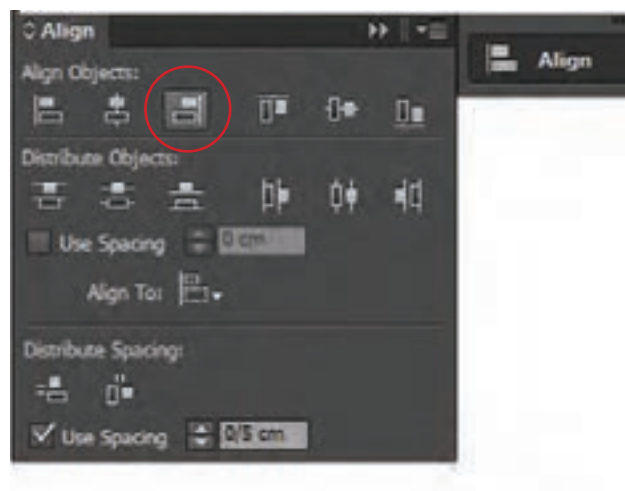 Align
Align
Align Objects:
Distribute Objects:
Use Spacing 0 cm
Align To:
Distribute Spacing:
Use Spacing 0/5 cm